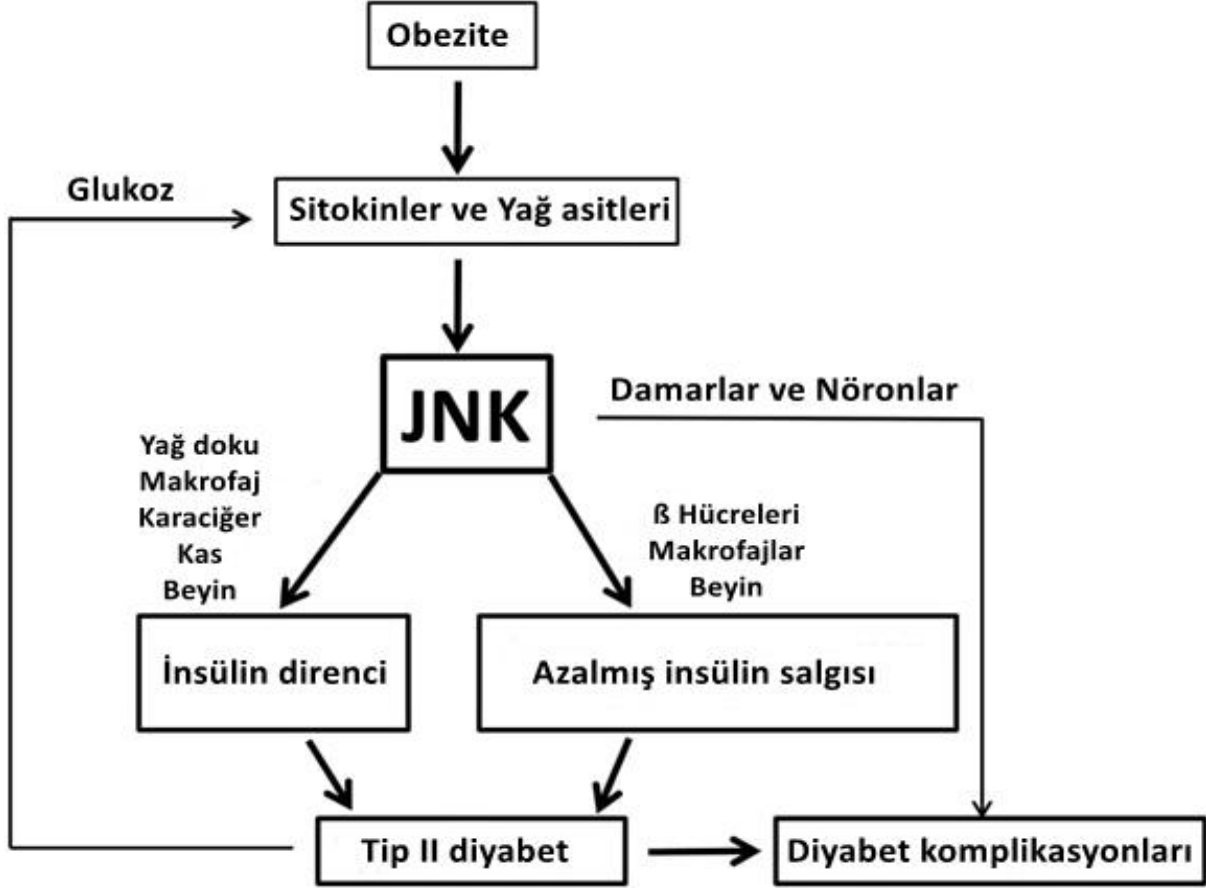 Obezite
Glukoz
Sitokinler ve Yağ asitleri
JNK
Damarlar ve Nöronlar
Yağ doku
Makrofaj
Karaciğer
Kas
Beyin
ß Hücreleri
Makrofajlar
Beyin
İnsülin direnci
Azalmış insülin salgısı
Tip II diyabet
Diyabet komplikasyonları